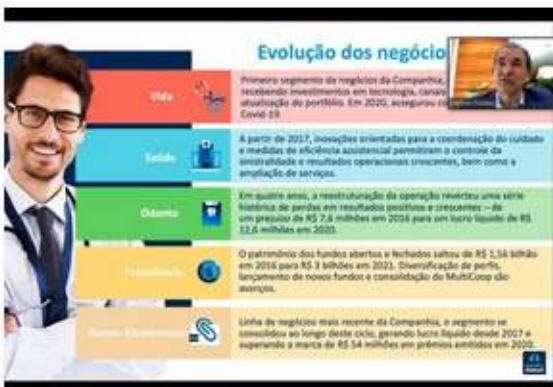 Evolução dos negócio
Vida
Primeiro segmento de negócios da Companhia,
recebendo investimentos em tecnologia, canais
atualização do portfólio. Em 2020, assegurou
Covid-19.
Saúde
A partir de 2017, inovações orientadas para a coordenação do cuidado
e medidas de eficiência assistencial permitiram o controle da
sinistralidade e resultados operacionais crescentes, bem como a
ampliação de serviços.
Odonto
Em quatro anos, a reestruturação da operação reverteu uma série
histórica de perdas em resultados positivos e crescentes – de
um prejuízo de R$ 7,6 milhões em 2016 para um lucro líquido de R$
12,6 milhões em 2020.
Previdência
O patrimônio dos fundos abertos e fechados saltou de R$ 1,56 bilhão
em 2016 para R$ 3 bilhões em 2021. Diversificação de perfis,
lançamento de novos fundos e consolidação do MultiCoop são
avanços.
Linha de negócios mais recente da Companhia, o segmento se
consolidou ao longo deste ciclo, gerando lucro líquido desde 2017 e
superando a marca de R$ 54 milhões em prêmios emitidos em 2020.